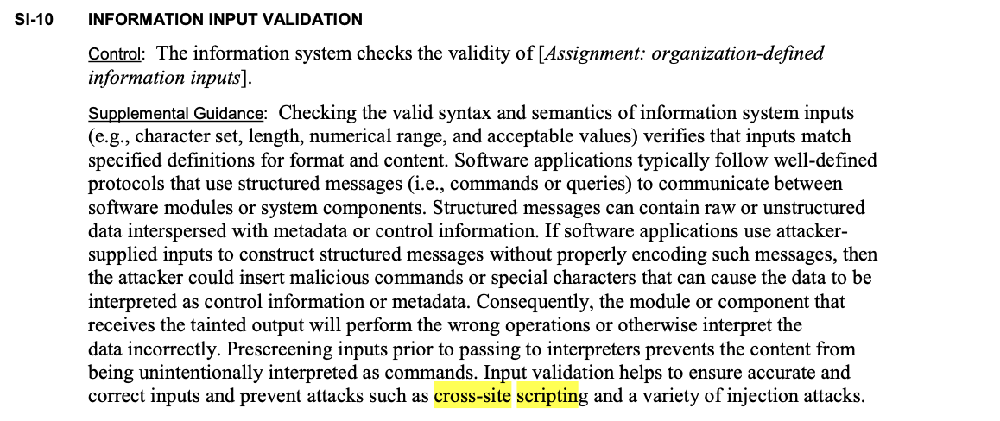 SI-10 INFORMATION INPUT VALIDATION
Control: The information system checks the validity of [Assignment: organization-defined
information inputs].
Supplemental Guidance: Checking the valid syntax and semantics of information system inputs
(e.g., character set, length, numerical range, and acceptable values) verifies that inputs match
specified definitions for format and content. Software applications typically follow well-defined
protocols that use structured messages (i.e., commands or queries) to communicate between
software modules or system components. Structured messages can contain raw or unstructured
data interspersed with metadata or control information. If software applications use attacker-
supplied inputs to construct structured messages without properly encoding such messages, then
the attacker could insert malicious commands or special characters that can cause the data to be
interpreted as control information or metadata. Consequently, the module or component that
receives the tainted output will perform the wrong operations or otherwise interpret the
data incorrectly. Prescreening inputs prior to passing to interpreters prevents the content from
being unintentionally interpreted as commands. Input validation helps to ensure accurate and
correct inputs and prevent attacks such as cross-site scripting and a variety of injection attacks.